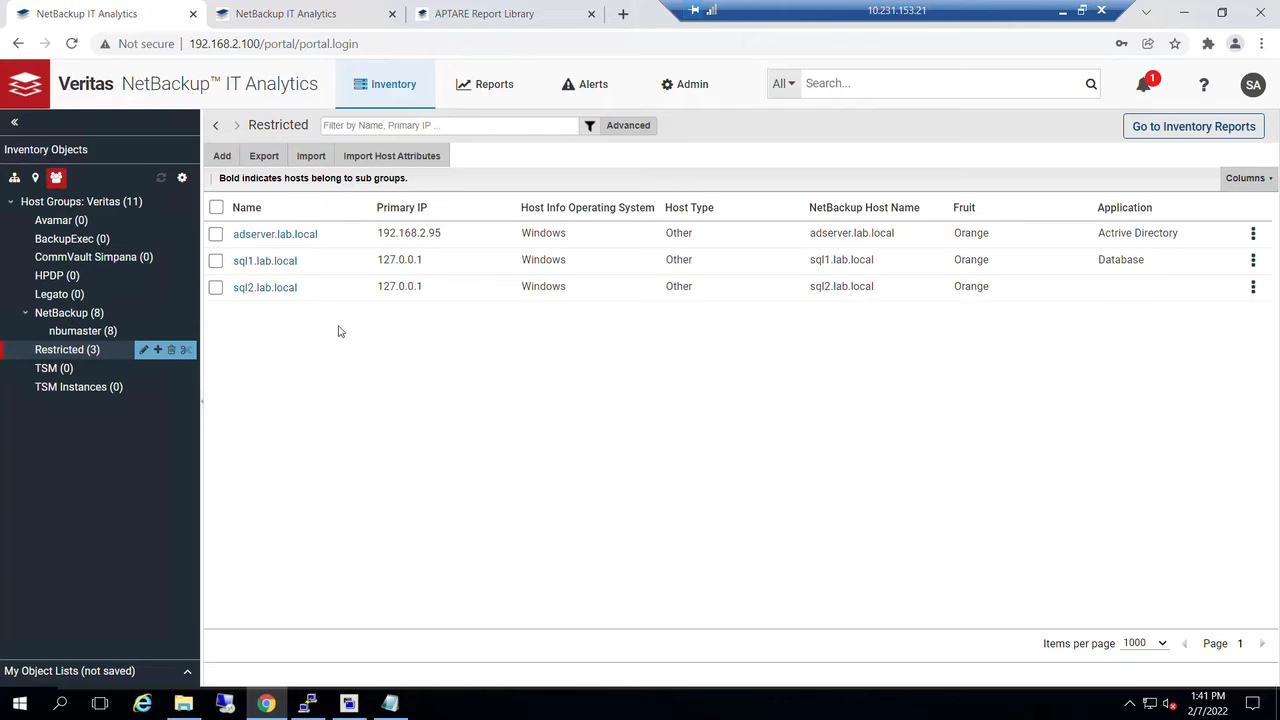 NetBackup IT Analytics
NetBackup IT Analytics
APTARE Report Library
10.231.153.21
Not secure
192.168.2.100/portal/portal.login
Veritas NetBackup™ IT Analytics
Inventory
Reports
Alerts
Admin
All
Search...
1
?
SA
Inventory Objects
Restricted
Filter by Name, Primary IP ...
Advanced
Go to Inventory Reports
Add
Export
Import
Import Host Attributes
Bold indicates hosts belong to sub groups.
Columns
Host Groups: Veritas (11)
Avamar (0)
BackupExec (0)
CommVault Simpana (0)
HPDP (0)
Legato (0)
NetBackup (8)
nbumaster (8)
Restricted (3)
TSM (0)
TSM Instances (0)
Name Primary IP Host Info Operating System Host Type NetBackup Host Name Fruit Application
adserver.lab.local 192.168.2.95 Windows Other adserver.lab.local Orange Actrive Directory
sql1.lab.local 127.0.0.1 Windows Other sql1.lab.local Orange Database
sql2.lab.local 127.0.0.1 Windows Other sql2.lab.local Orange
Items per page 1000 Page 1
My Object Lists (not saved)
1:41 PM
2/7/2022